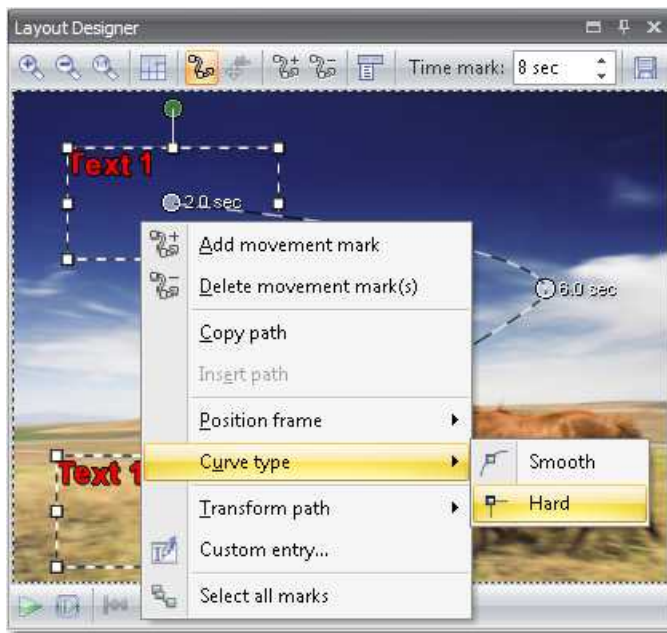 Layout Designer
Time mark: 8 sec
Text 1
2.0 sec
Add movement mark
Delete movement mark(s)
6.0 sec
Copy path
Insert path
Position frame
Curve type
Smooth
Text 1
Transform path
Hard
Custom entry...
Select all marks